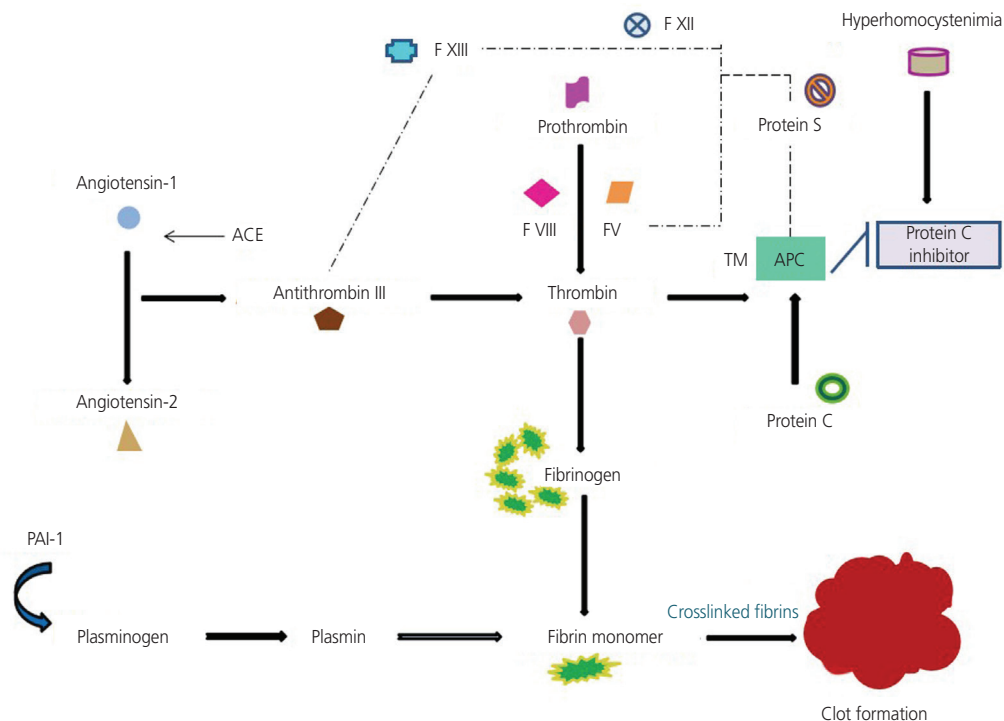 Hyperhomocystenimia
F XII
F XIII
Prothrombin
Protein S
Angiotensin-1
ACE
F VIII
FV
TM
APC
Protein C
inhibitor
Antithrombin III
Thrombin
Angiotensin-2
Protein C
Fibrinogen
PAI-1
Plasminogen
Plasmin
Fibrin monomer
Crosslinked fibrins
Clot formation